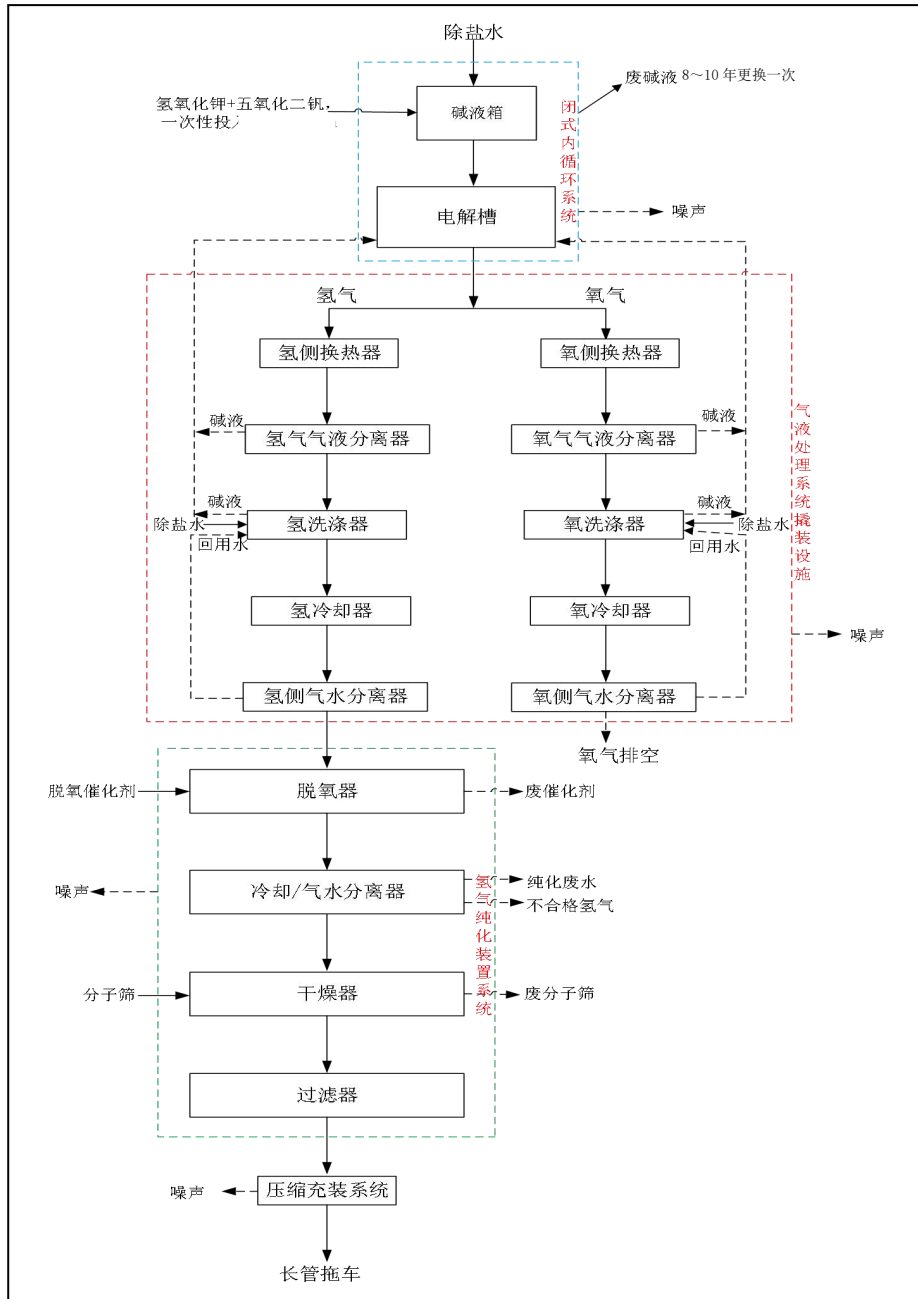 除盐水
废碱液 8～10 年更换一次
氢氧化钾+五氧化二钒，
一次性投入
碱液箱
闭式内循环系统
电解槽
噪声
氢气
氧气
氢侧换热器
氧侧换热器
碱液
碱液
氢气气液分离器
氧气气液分离器
气液处理系统撬装设施
碱液
碱液
除盐水
氢洗涤器
氧洗涤器
除盐水
回用水
回用水
氢冷却器
氧冷却器
噪声
氢侧气水分离器
氧侧气水分离器
氧气排空
脱氧催化剂
脱氧器
废催化剂
噪声
冷却/气水分离器
纯化废水
不合格氢气
氢气纯化装置系统
分子筛
干燥器
废分子筛
过滤器
噪声
压缩充装系统
长管拖车